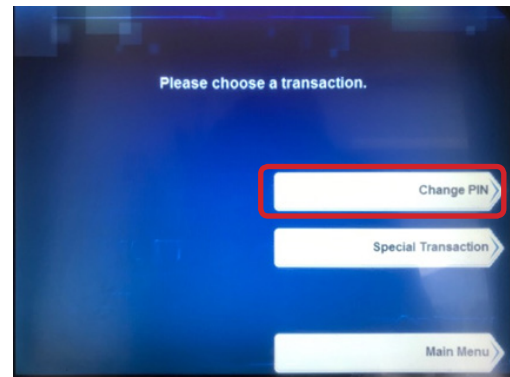 Please choose a transaction.
Change PIN
Special Transaction
Main Menu